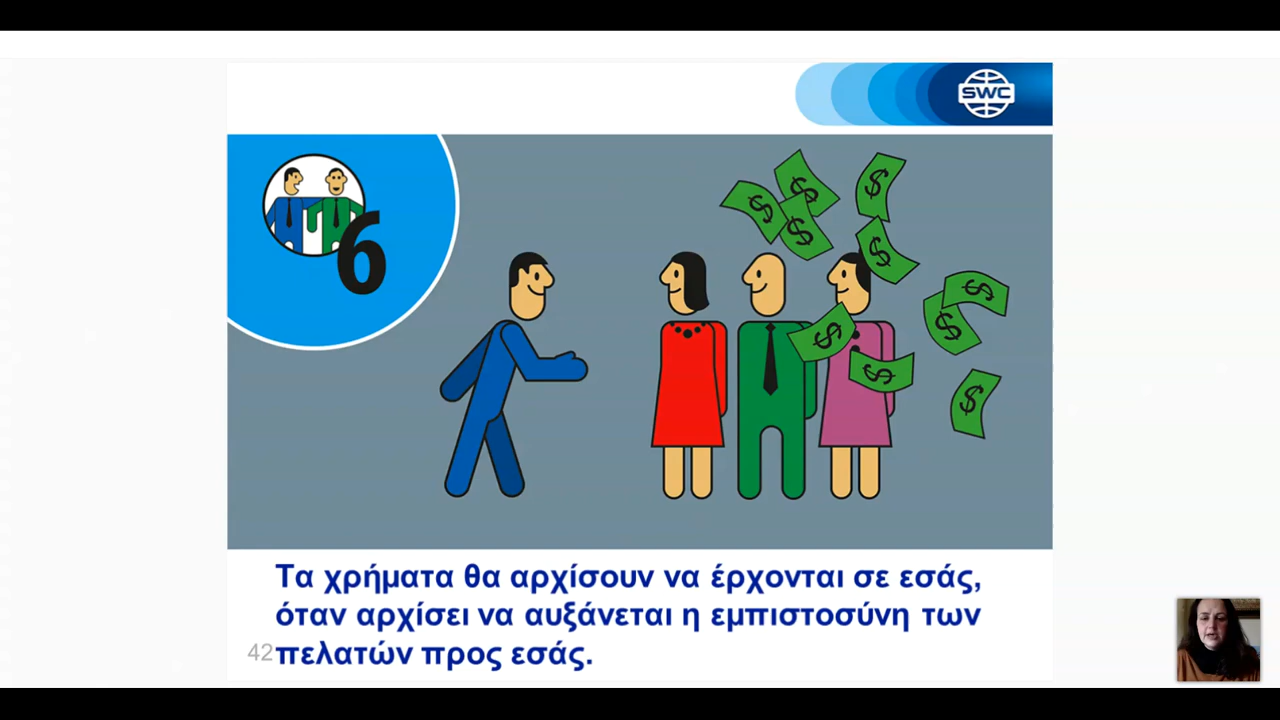 SWC
6
$ $ $ $ $ $ $ $ $ $
Τα χρήματα θα αρχίσουν να έρχονται σε εσάς,
όταν αρχίσει να αυξάνεται η εμπιστοσύνη των
42 πελατών προς εσάς.